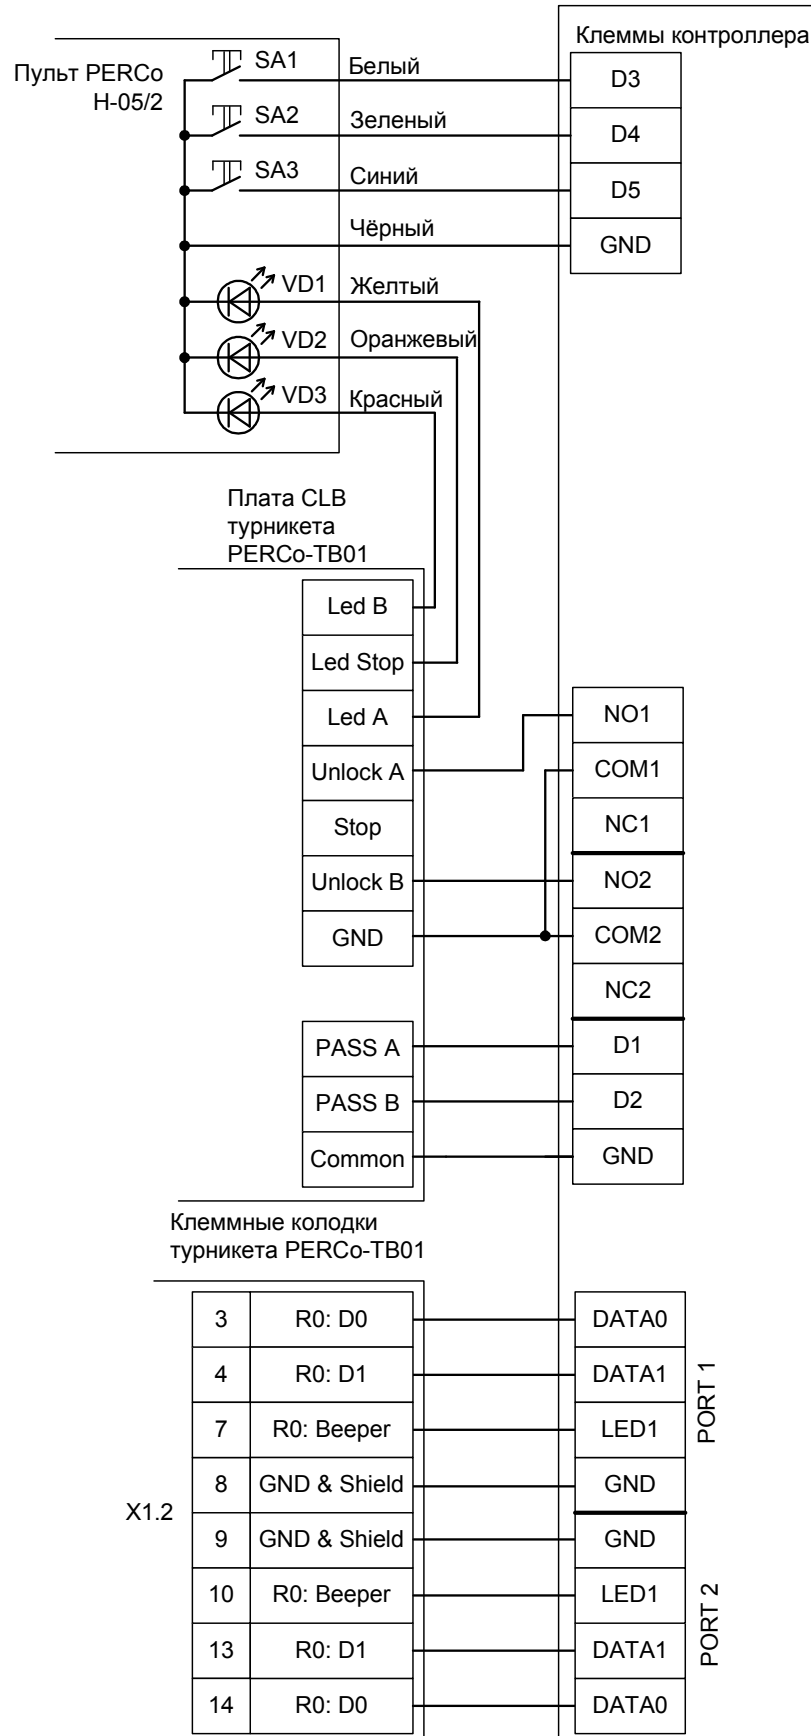 Клеммы контроллера
Пульт PERCo
H-05/2
SA1
Белый
D3
SA2
Зеленый
D4
SA3
Синий
D5
Чёрный
GND
VD1
Желтый
VD2
Оранжевый
VD3
Красный
Плата CLB
турникета
PERCo-TB01
Led B
Led Stop
Led A
NO1
Unlock A
COM1
Stop
NC1
Unlock B
NO2
GND
COM2
NC2
PASS A
D1
PASS B
D2
Common
GND
Клеммные колодки
турникета PERCo-TB01
3 R0: D0 DATA0
4 R0: D1 DATA1
7 R0: Beeper LED1
8 GND & Shield GND
PORT 1
X1.2
9 GND & Shield GND
10 R0: Beeper LED1
13 R0: D1 DATA1
14 R0: D0 DATA0
PORT 2